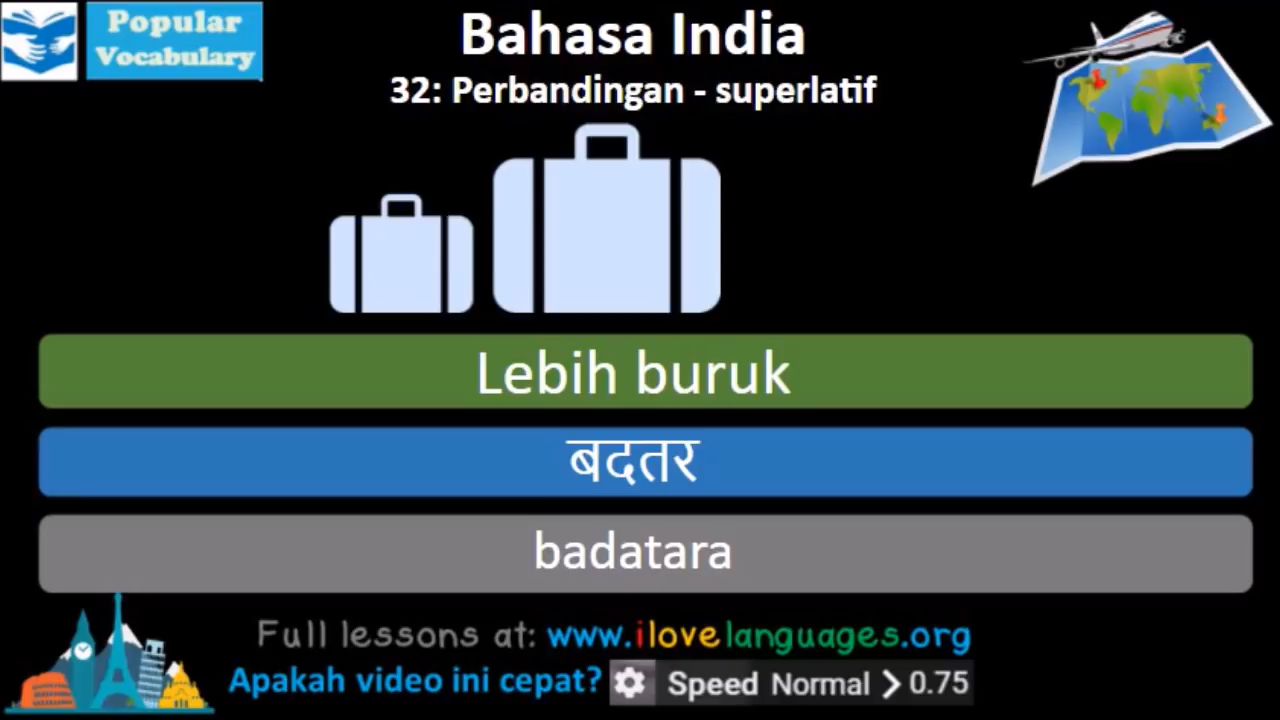 Popular
Vocabulary
Bahasa India
32: Perbandingan - superlatif
Lebih buruk
बदतर
badatara
Full lessons at: www.ilovelanguages.org
Apakah video ini cepat? Speed Normal > 0.75